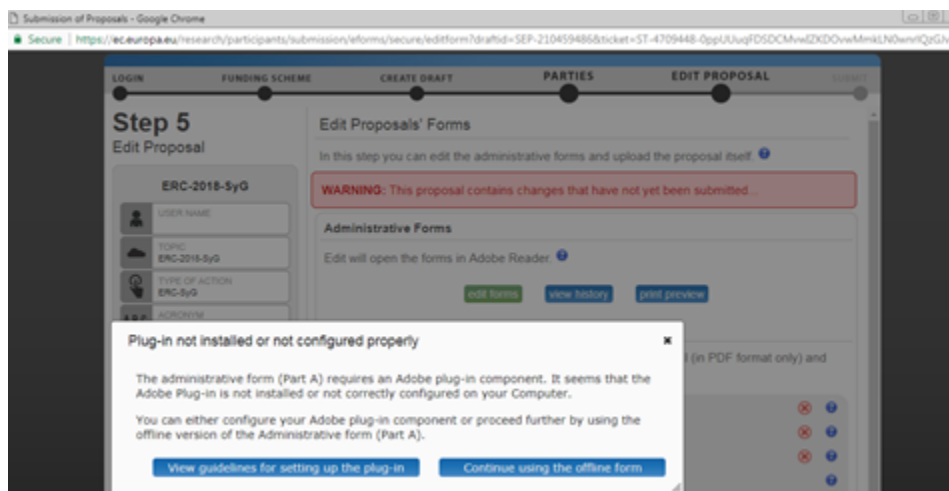 Submission of Proposals - Google Chrome
Secure | https://ec.europa.eu/research/participants/submission/eforms/secure/editform?draftid=SEP-210459486&ticket=
LOGIN FUNDING SCHEME CREATE DRAFT PARTIES EDIT PROPOSAL SUBMIT
Step 5
Edit Proposal
Edit Proposals' Forms
In this step you can edit the administrative forms and upload the proposal itself.
ERC-2018-SyG
WARNING: This proposal contains changes that have not yet been submitted...
USER NAME
Administrative Forms
TOPIC
ERC-2018-SyG
Edit will open the forms in Adobe Reader.
TYPE OF ACTION
ERC-SyG
edit forms view history print preview
ABC ACRONYM
Plug-in not installed or not configured properly
(in PDF format only) and
The administrative form (Part A) requires an Adobe plug-in component. It seems that the
Adobe Plug-in is not installed or not correctly configured on your Computer.
You can either configure your Adobe plug-in component or proceed further by using the
offline version of the Administrative form (Part A).
View guidelines for setting up the plug-in Continue using the offline form